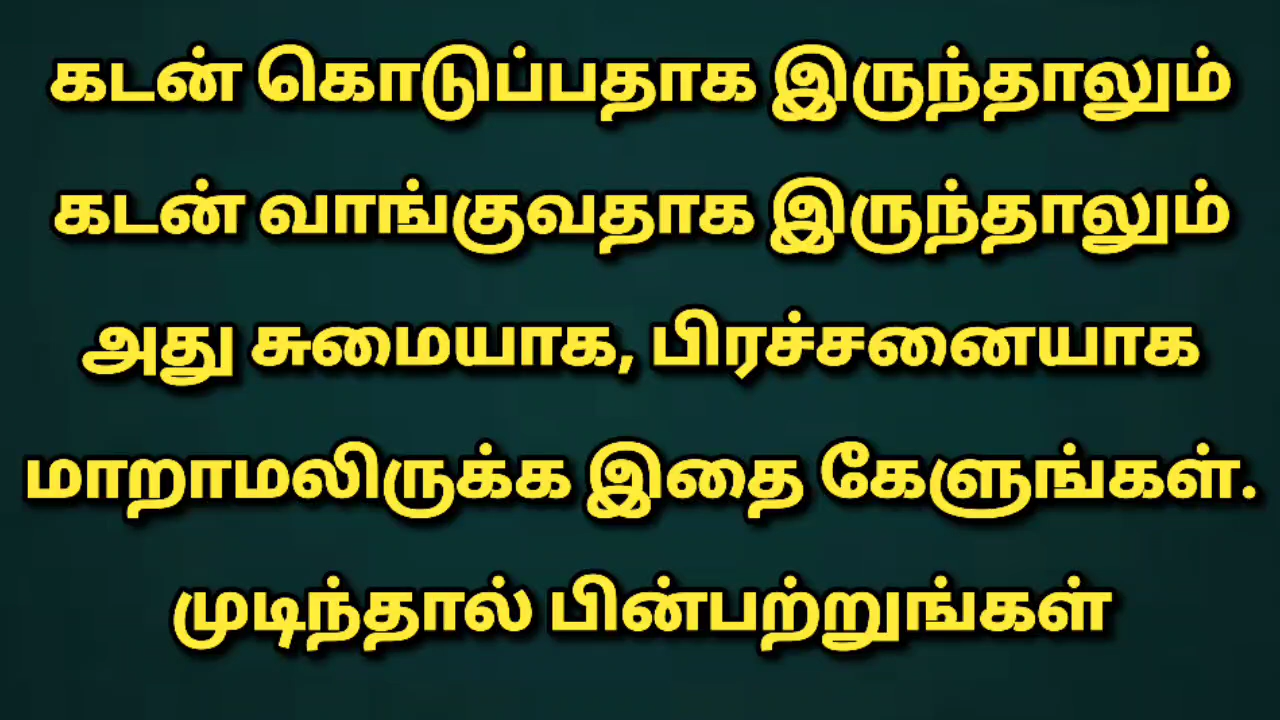 கடன் கொடுப்பதாக இருந்தாலும்
கடன் வாங்குவதாக இருந்தாலும்
அது சுமையாக, பிரச்சனையாக
மாறாமலிருக்க இதை கேளுங்கள்.
முடிந்தால் பின்பற்றுங்கள்